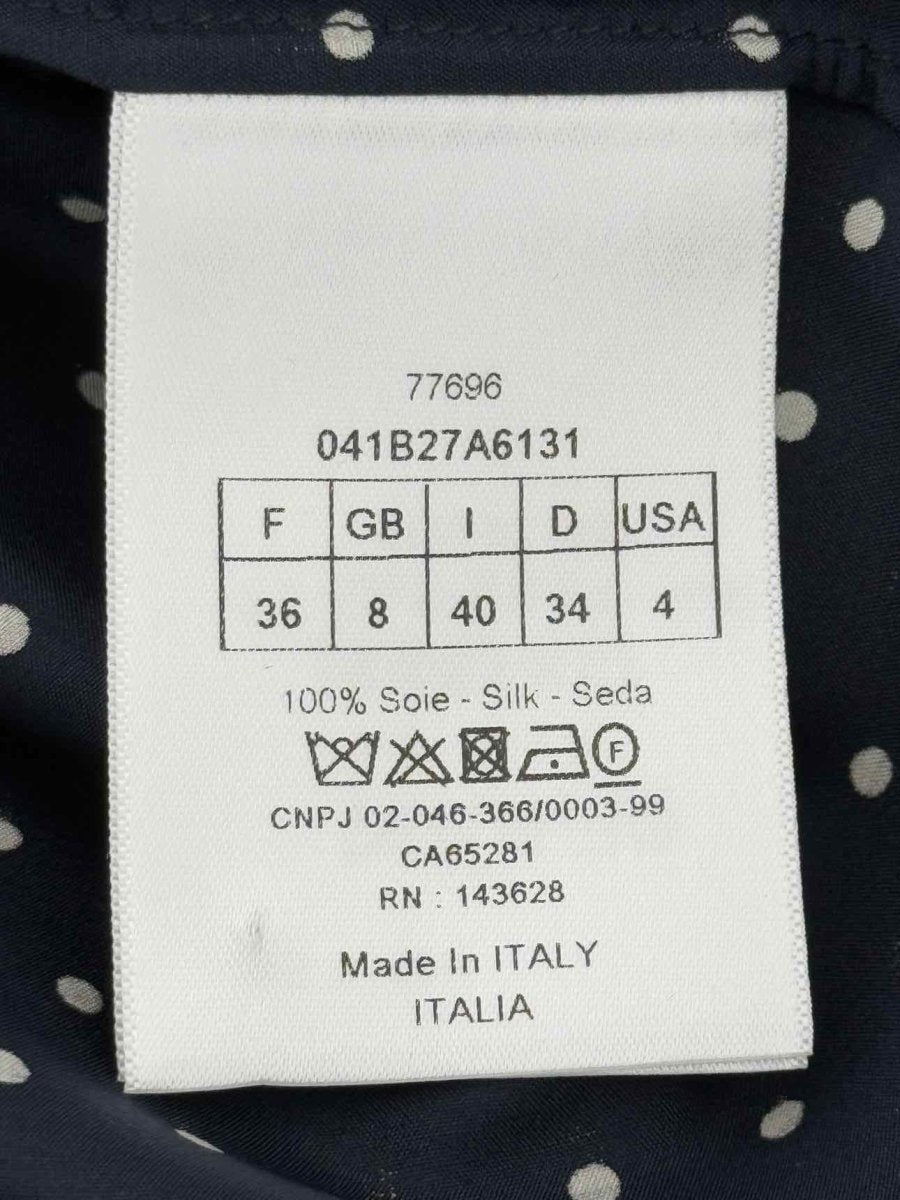 77696
041B27A6131
F GB I D USA
36 8 40 34 4
100% Soie - Silk - Seda
F
CNPJ 02-046-366/0003-99
CA65281
RN : 143628
Made In ITALY
ITALIA